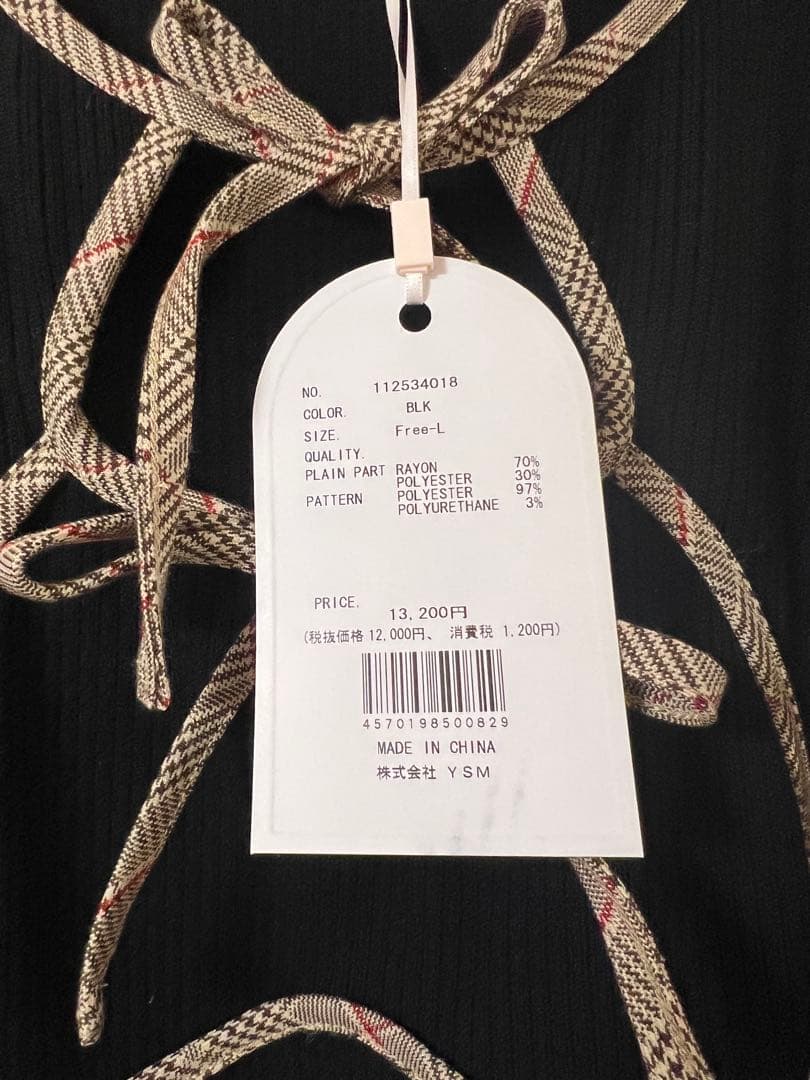 NO. 112534018
COLOR. BLK
SIZE. Free-L
QUALITY.
PLAIN PART RAYON 70%
POLYESTER 30%
PATTERN POLYESTER 97%
POLYURETHANE 3%
PRICE. 13,200円
(税抜価格 12,000円、 消費税 1,200円)
4570198500829
MADE IN CHINA
株式会社 YSM